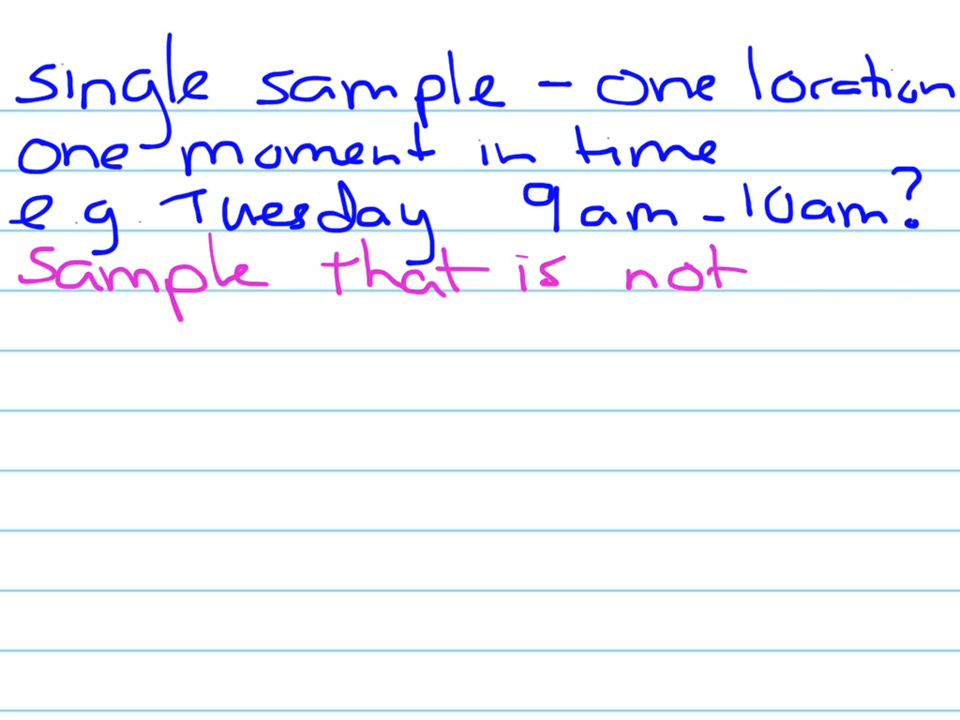 single sample - one location
one moment in time
e.g. Tuesday 9am - 10am?
Sample that is not